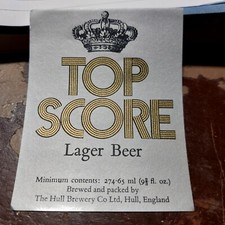 TOP
SCORE
Lager Beer
Minimum contents: 274·65 ml (9⅔ fl. oz.)
Brewed and packed by
The Hull Brewery Co Ltd, Hull, England